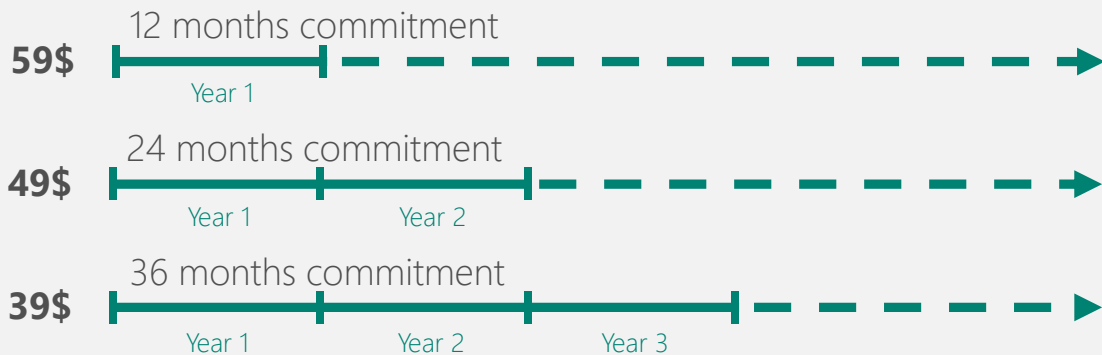 12 months commitment
59$
Year 1
24 months commitment
49$
Year 1 Year 2
36 months commitment
39$
Year 1 Year 2 Year 3